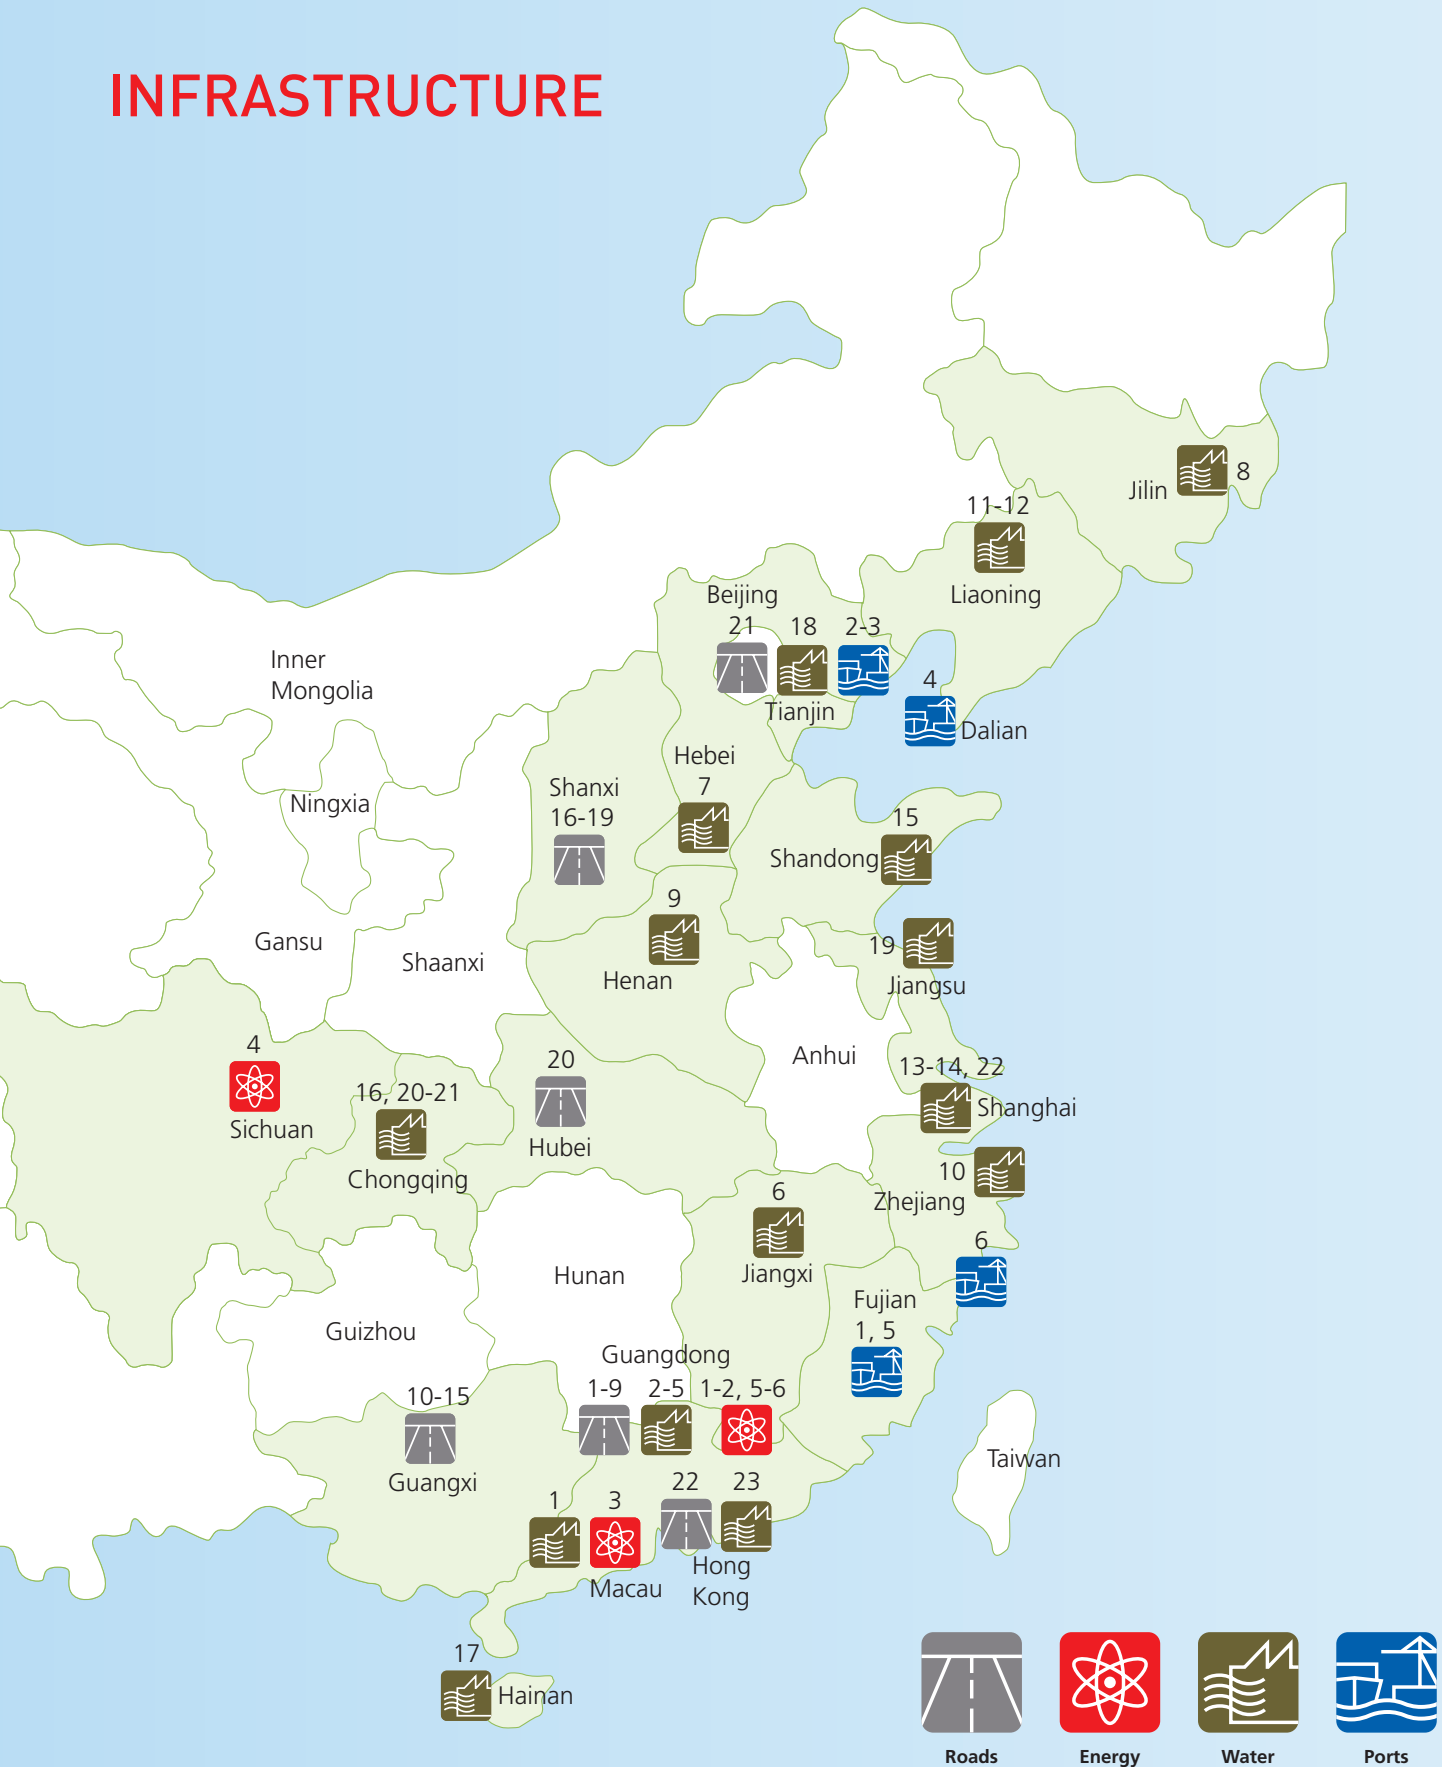 INFRASTRUCTURE
Jilin
8
11-12
Liaoning
Beijing
21
18
2-3
Tianjin
4
Dalian
Inner
Mongolia
Hebei
7
Shanxi
16-19
Ningxia
15
Shandong
9
Henan
19
Jiangsu
Gansu
Shaanxi
4
Sichuan
16, 20-21
Chongqing
20
Hubei
Anhui
13-14, 22
Shanghai
10
Zhejiang
6
Jiangxi
6
Hunan
Fujian
1, 5
Guizhou
Guangdong
1-9
2-5
1-2, 5-6
10-15
Guangxi
Taiwan
22
23
Hong
Kong
1
3
Macau
17
Hainan
Roads
Energy
Water
Ports